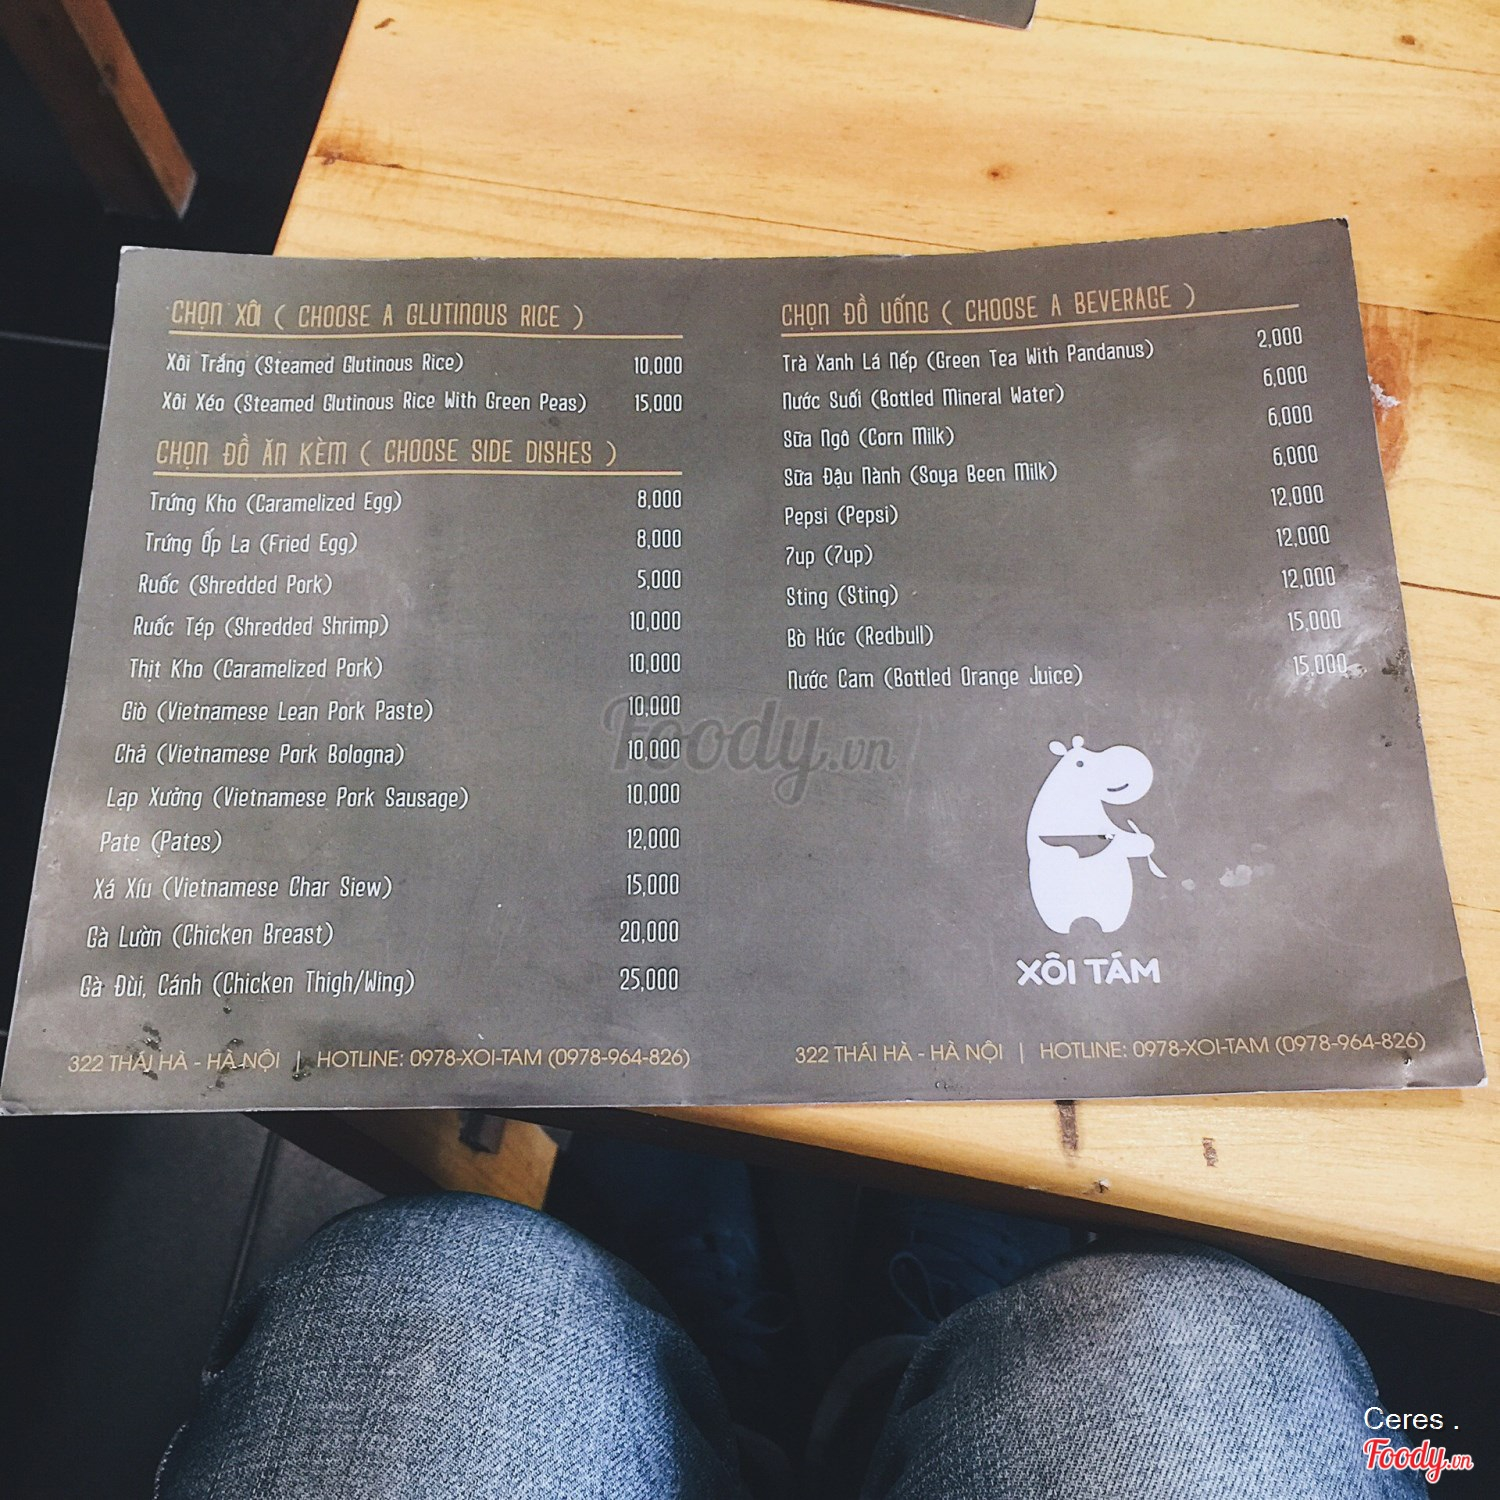 CHỌN XÔI ( CHOOSE A GLUTINOUS RICE )
Xôi Trắng (Steamed Glutinous Rice) 10,000
Xôi Xéo (Steamed Glutinous Rice With Green Peas) 15,000
CHỌN ĐỒ ĂN KÈM ( CHOOSE SIDE DISHES )
Trứng Kho (Caramelized Egg) 8,000
Trứng Ốp La (Fried Egg) 8,000
Ruốc (Shredded Pork) 5,000
Ruốc Tép (Shredded Shrimp) 10,000
Thịt Kho (Caramelized Pork) 10,000
Giò (Vietnamese Lean Pork Paste) 10,000
Chả (Vietnamese Pork Bologna) 10,000
Lạp Xưởng (Vietnamese Pork Sausage) 10,000
Pate (Pates) 12,000
Xá Xíu (Vietnamese Char Siew) 15,000
Gà Lườn (Chicken Breast) 20,000
Gà Đùi, Cánh (Chicken Thigh/Wing) 25,000
322 THÁI HÀ - HÀ NỘI | HOTLINE: 0978-XOI-TAM (0978-964-826)
CHỌN ĐỒ UỐNG ( CHOOSE A BEVERAGE )
Trà Xanh Lá Nếp (Green Tea With Pandanus) 2,000
Nước Suối (Bottled Mineral Water) 6,000
Sữa Ngô (Corn Milk) 6,000
Sữa Đậu Nành (Soya Been Milk) 6,000
Pepsi (Pepsi) 12,000
7up (7up) 12,000
Sting (Sting) 12,000
Bò Húc (Redbull) 15,000
Nước Cam (Bottled Orange Juice) 15,000
XÔI TÁM
322 THÁI HÀ - HÀ NỘI | HOTLINE: 0978-XOI-TAM (0978-964-826)
Foody.vn
Ceres .
Foody.vn